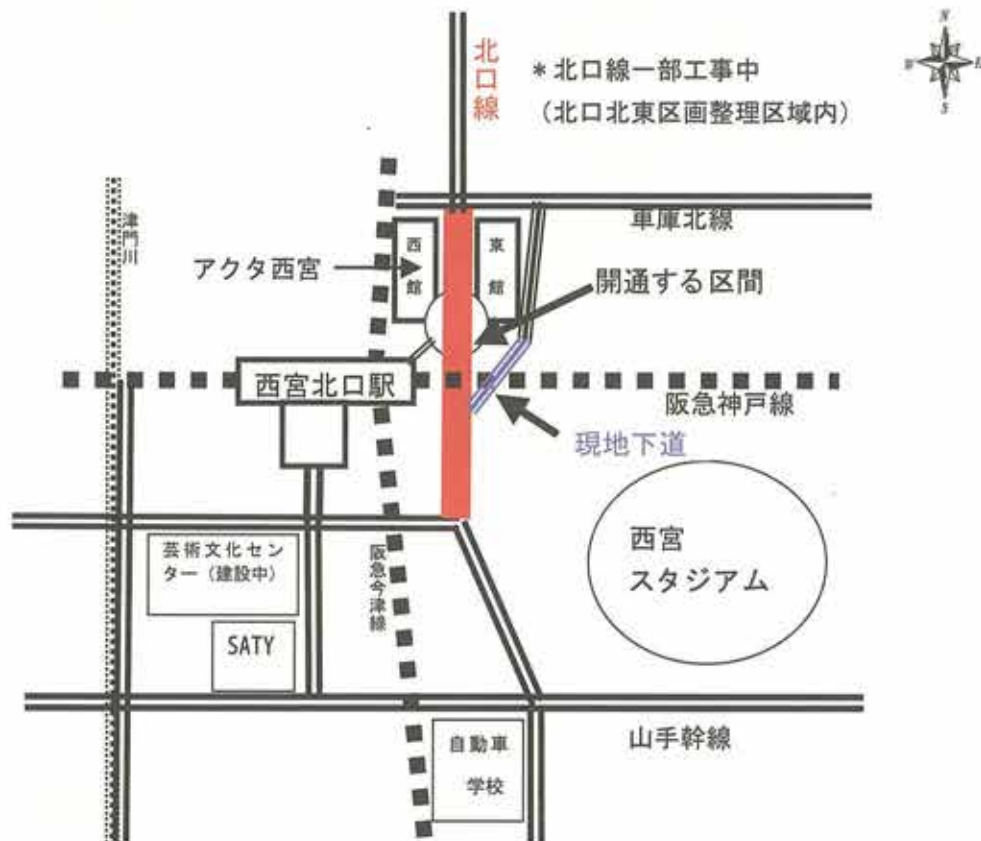 北口線
*北口線一部工事中
(北口北東区画整理区域内)
N
W
E
S
車庫北線
津門川
西館
東館
アクタ西宮
開通する区間
西宮北口駅
阪急神戸線
現地下道
西宮
スタジアム
芸術文化セン
ター(建設中)
阪急今津線
SATY
山手幹線
自動車
学校